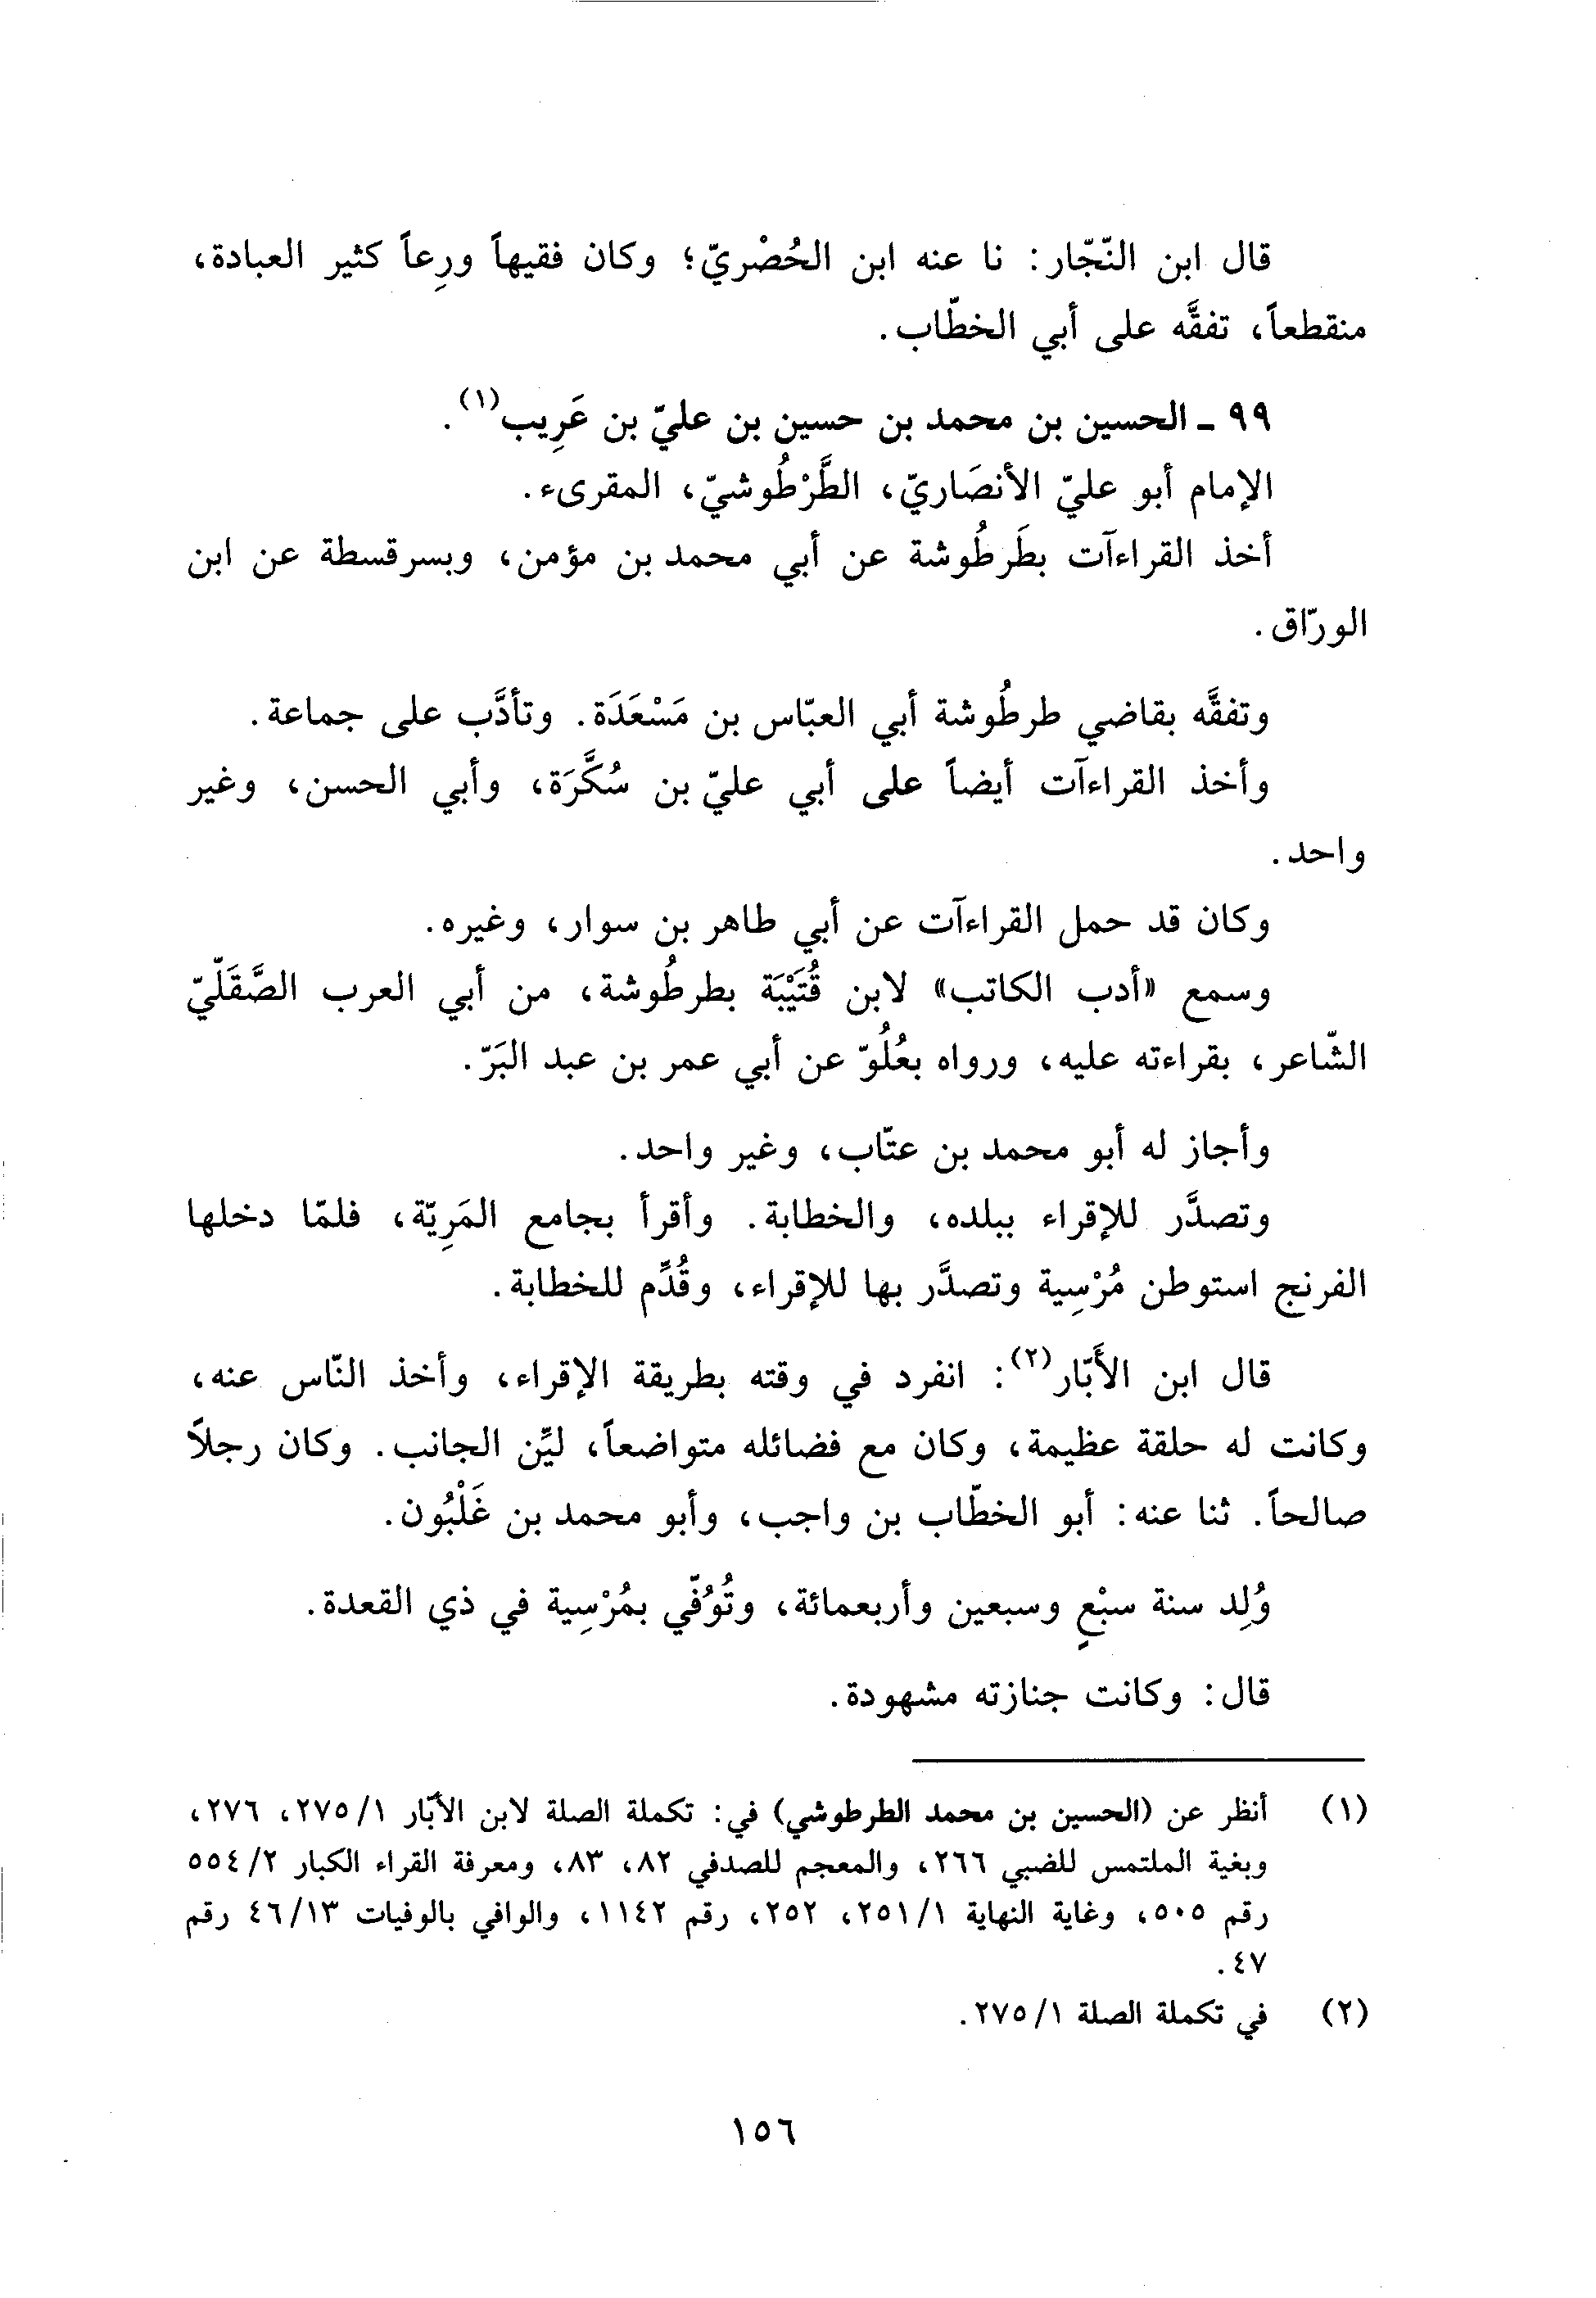 قال ابن النّجّار: نا عنه ابن الحُصْريّ؛ وكان فقيهاً ورِعاً كثير العبادة،
منقطعاً، تفقَّه على أبي الخطّاب.
٩٩ ـ الحسين بن محمد بن حسين بن عليّ بن عَرِيب(١).
الإمام أبو عليّ الأنصَاريّ، الطَّرْطُوشيّ، المقرىء.
أخذ القراءآت بطَرطُوشة عن أبي محمد بن مؤمن، وبسرقسطة عن ابن
الورّاق.
وتفقَّه بقاضي طرطُوشة أبي العبّاس بن مَسْعَدَة. وتأدَّب على جماعة.
وأخذ القراءآت أيضاً على أبي عليّ بن سُكَّرَة، وأبي الحسن، وغير
واحد.
وكان قد حمل القراءآت عن أبي طاهر بن سوار، وغيره.
وسمع «أدب الكاتب» لابن قُتَيْبَة بطرطُوشة، من أبي العرب الصَّقَلّيّ
الشّاعر، بقراءته عليه، ورواه بعُلُوّ عن أبي عمر بن عبد البَرّ.
وأجاز له أبو محمد بن عتّاب، وغير واحد.
وتصدَّر للإقراء ببلده، والخطابة. وأقرأ بجامع المَرِيّة، فلمّا دخلها
الفرنج استوطن مُرْسِية وتصدَّر بها للإقراء، وقُدِّم للخطابة.
قال ابن الأَبّار(٢): انفرد في وقته بطريقة الإقراء، وأخذ النّاس عنه،
وكانت له حلقة عظيمة، وكان مع فضائله متواضعاً، ليِّن الجانب. وكان رجلاً
صالحاً. ثنا عنه: أبو الخطّاب بن واجب، وأبو محمد بن غَلْبُون.
وُلِد سنة سبْعٍ وسبعين وأربعمائة، وتُوُفّي بمُرْسِية في ذي القعدة.
قال: وكانت جنازته مشهودة.
(١) أنظر عن (الحسين بن محمد الطرطوشي) في: تكملة الصلة لابن الأبّار ٢٧٥/١، ٢٧٦،
وبغية الملتمس للضبي ٢٦٦، والمعجم للصدفي ٨٢، ٨٣، ومعرفة القراء الكبار ٥٥٤/٢
رقم ٥٠٥، وغاية النهاية ٢٥١/١، ٢٥٢، رقم ١١٤٢، والوافي بالوفيات ٤٦/١٣ رقم
٤٧.
(٢) في تكملة الصلة ٢٧٥/١.
١٥٦